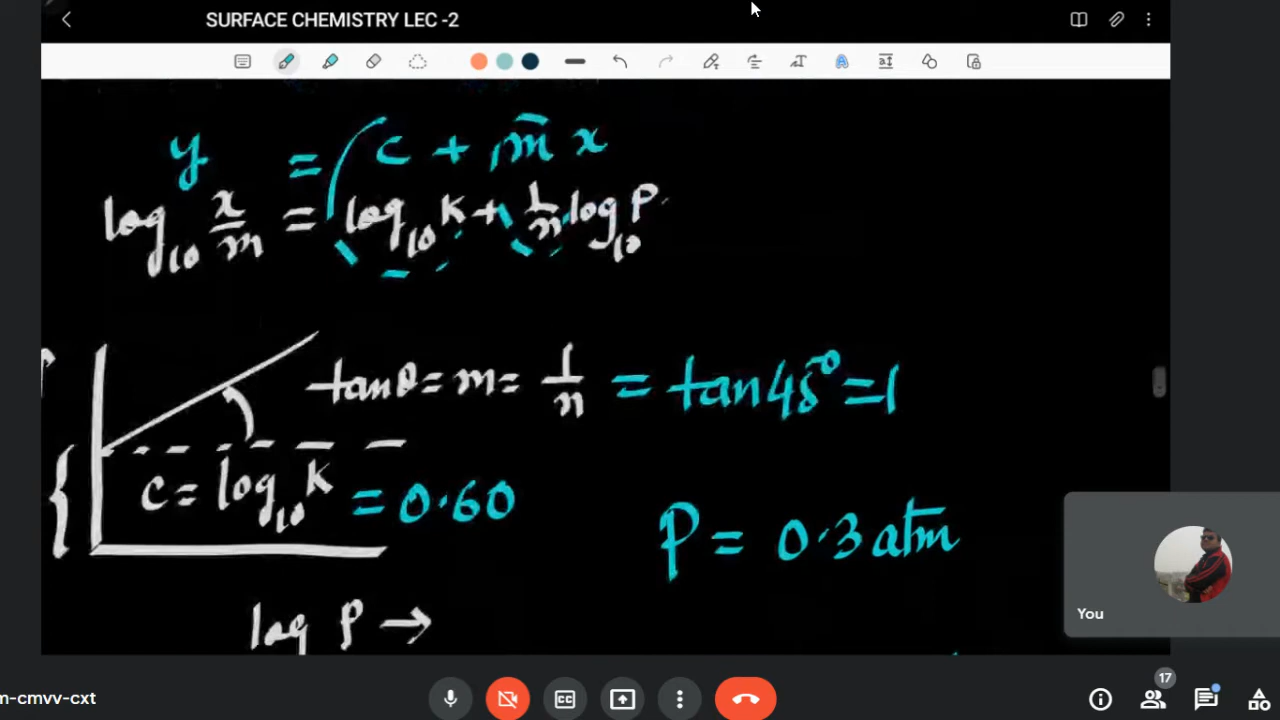 SURFACE CHEMISTRY LEC -2
y = C + m x
log10 x/m = log10 K + 1/n log10 P
tanθ = m = 1/n = tan45° = 1
C = log10 K = 0.60
P = 0.3 atm
log P →
You
m-cmvv-cxt
17